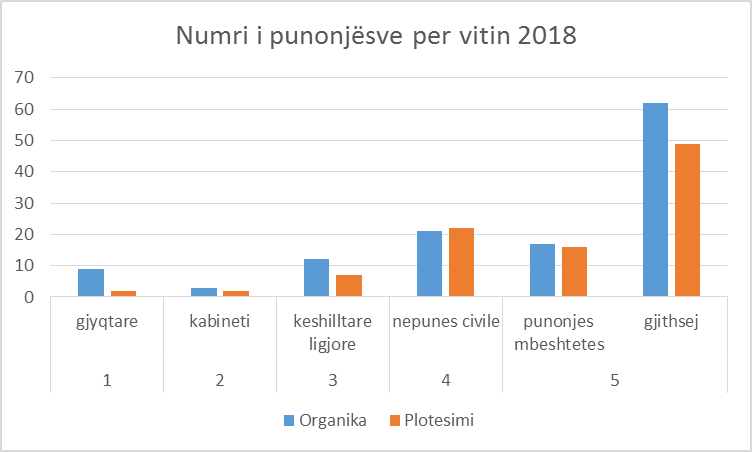 Numri i punonjësve per vitin 2018
70
60
50
40
30
20
10
0
gjyqtare
kabineti
keshilltare
ligjore
nepunes civile
punonjes
mbeshtetes
gjithsej
1
2
3
4
5
Organika
Plotesimi